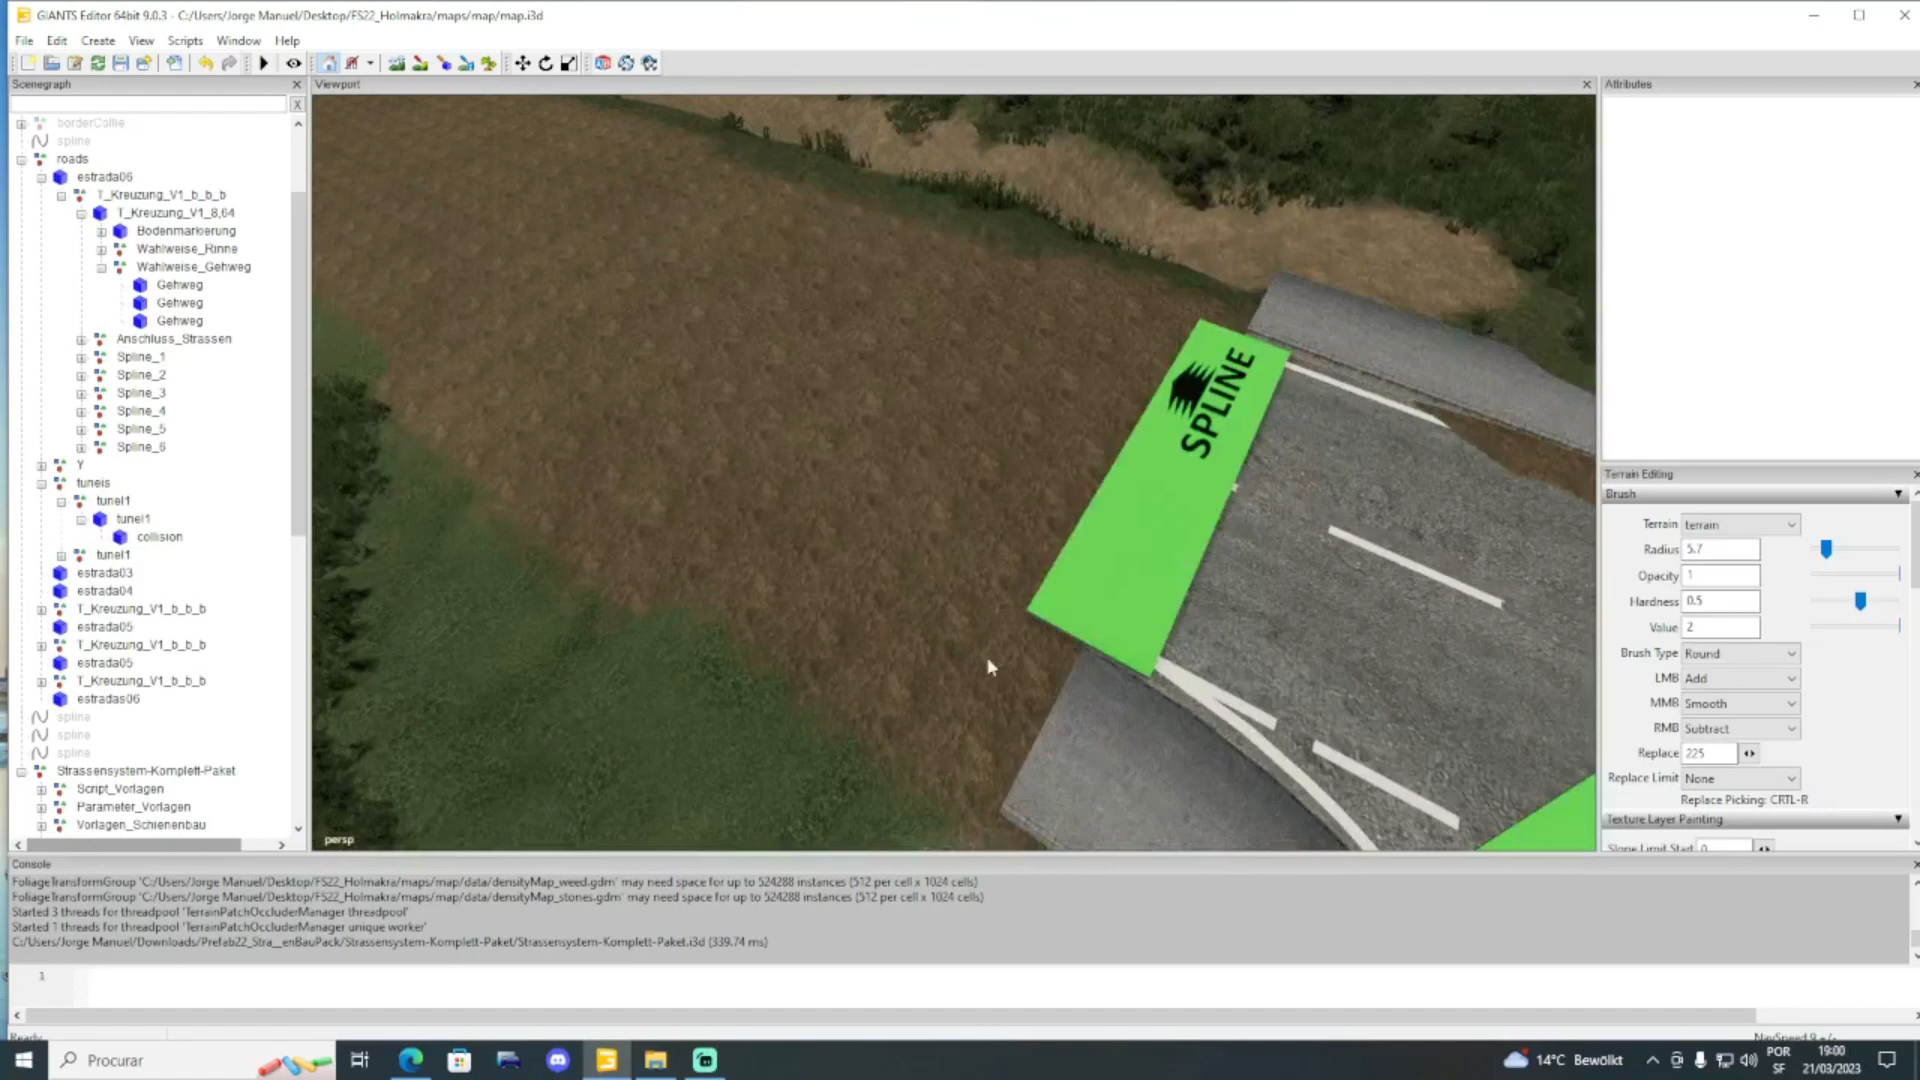 GIANTS Editor 64bit 9.0.3 - C:/Users/Jorge Manuel/Desktop/FS22_Holmakra/maps/map/map.i3d
File Edit Create View Scripts Window Help
Scenegraph
X
borderCollie
spline
roads
estrada06
T_Kreuzung_V1_b_b_b
T_Kreuzung_V1_8,64
Bodenmarkierung
Wahlweise_Rinne
Wahlweise_Gehweg
Gehweg
Gehweg
Gehweg
Anschluss_Strassen
Spline_1
Spline_2
Spline_3
Spline_4
Spline_5
Spline_6
Y
tuneis
tunel1
tunel1
collision
tunel1
estrada03
estrada04
T_Kreuzung_V1_b_b_b
estrada05
T_Kreuzung_V1_b_b_b
estrada05
T_Kreuzung_V1_b_b_b
estradas06
spline
spline
spline
Strassensystem-Komplett-Paket
Script_Vorlagen
Parameter_Vorlagen
Vorlagen_Schienenbau
Viewport
SPLINE
persp
Attributes
Terrain Editing
Brush
Terrain terrain
Radius 5.7
Opacity 1
Hardness 0.5
Value 2
Brush Type Round
LMB Add
MMB Smooth
RMB Subtract
Replace 225
Replace Limit None
Replace Picking: CRTL-R
Texture Layer Painting
Slope Limit Start 0
Console
FoliageTransformGroup 'C:/Users/Jorge Manuel/Desktop/FS22_Holmakra/maps/map/data/densityMap_weed.gdm' may need space for up to 524288 instances (512 per cell x 1024 cells)
FoliageTransformGroup 'C:/Users/Jorge Manuel/Desktop/FS22_Holmakra/maps/map/data/densityMap_stones.gdm' may need space for up to 524288 instances (512 per cell x 1024 cells)
Started 3 threads for threadpool 'TerrainPatchOccluderManager threadpool'
Started 1 threads for threadpool 'TerrainPatchOccluderManager unique worker'
C:/Users/Jorge Manuel/Downloads/Prefab22_Stra__enBauPack/Strassensystem-Komplett-Paket/Strassensystem-Komplett-Paket.i3d (339.74 ms)
1
Ready
NavSpeed 9 +/-
Procurar
14°C Bewölkt
POR
SF
19:00
21/03/2023